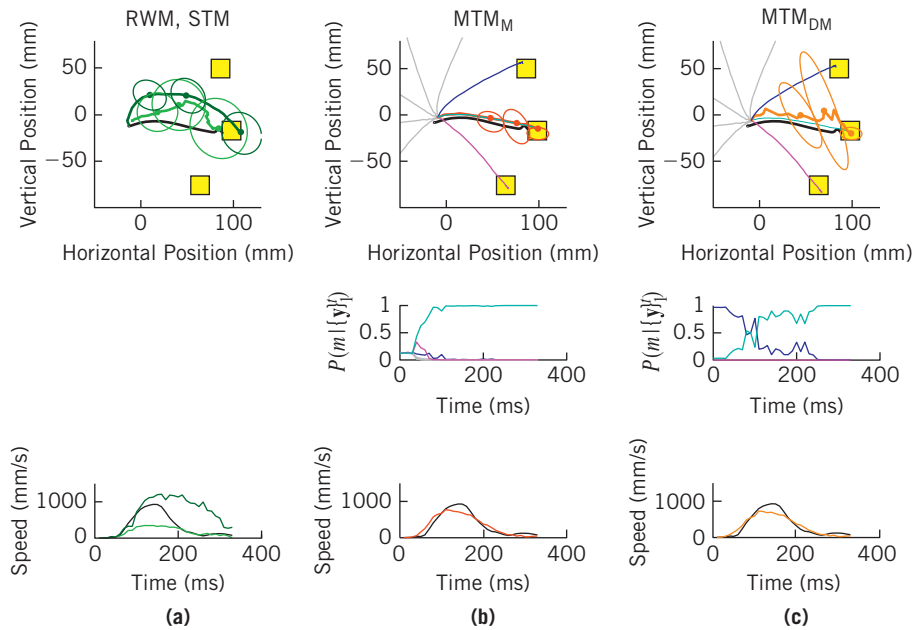 RWM, STM
MTM_M
MTM_DM
Vertical Position (mm)
50
0
−50
0
100
Horizontal Position (mm)
Vertical Position (mm)
50
0
−50
0
100
Horizontal Position (mm)
Vertical Position (mm)
50
0
−50
0
100
Horizontal Position (mm)
P(m | {y}₁ᵗ)
1
0.5
0
0
200
400
Time (ms)
P(m | {y}₁ᵗ)
1
0.5
0
0
200
400
Time (ms)
Speed (mm/s)
1000
0
0
200
400
Time (ms)
Speed (mm/s)
1000
0
0
200
400
Time (ms)
Speed (mm/s)
1000
0
0
200
400
Time (ms)
(a)
(b)
(c)